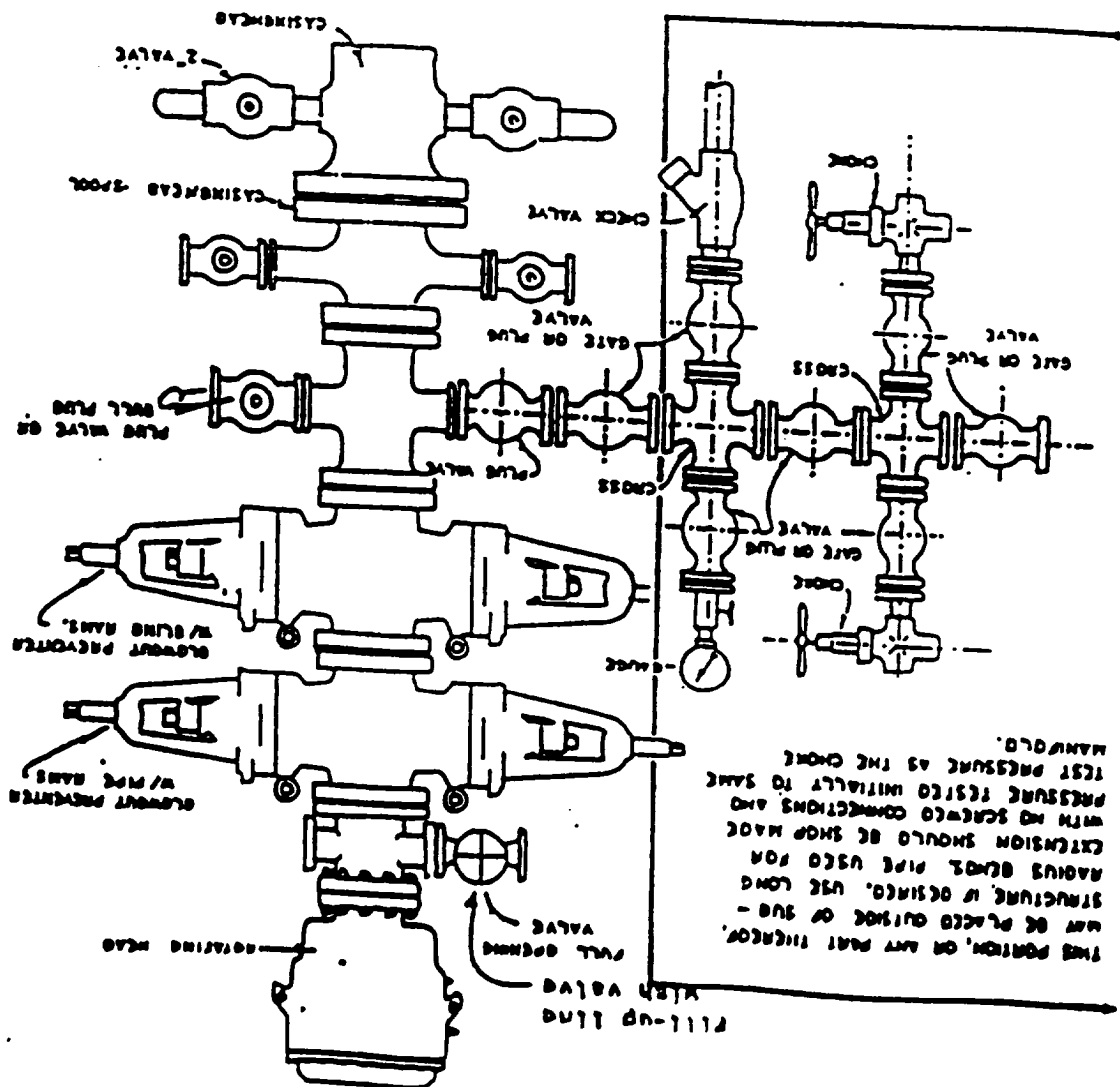 FILL-UP LINE
WITH VALVE
FULL OPENING
VALVE
ROTATING HEAD
THIS PORTION, OR ANY PART THEREOF,
MAY BE PLACED OUTSIDE OF SUB-
STRUCTURE, IF DESIRED. USE LONG
RADIUS BENDS. PIPE USED FOR
EXTENSION SHOULD BE SHOP MADE
WITH NO SCREWED CONNECTIONS AND
PRESSURE TESTED INITIALLY TO SAME
TEST PRESSURE AS THE CHOKE
MANIFOLD.
BLOWOUT PREVENTER
W/ PIPE RAMS
GAUGE
BLOWOUT PREVENTER
W/ BLIND RAMS.
CHOKE
GATE OR PLUG
VALVE
CROSS
PLUG VALVE
PLUG VALVE OR
BULL PLUG
CROSS
GATE OR PLUG
VALVE
GATE OR PLUG
VALVE
CHECK VALVE
CASINGHEAD SPOOL
CHOKE
2" VALVE
CASINGHEAD